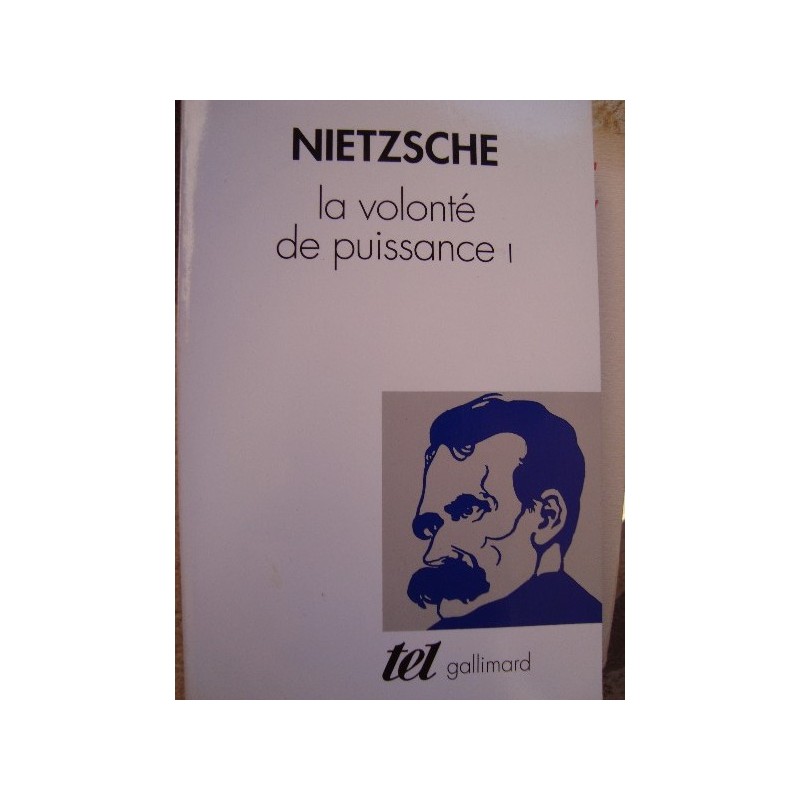 NIETZSCHE
la volonté
de puissance I
tel gallimard